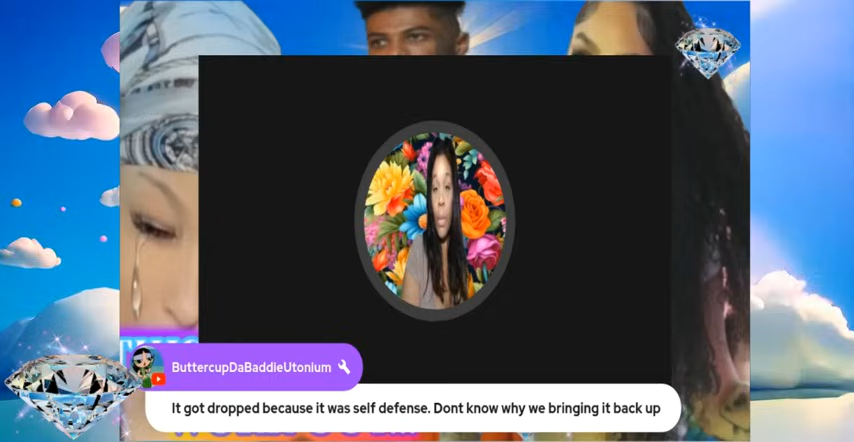 ButtercupDaBaddieUtonium
It got dropped because it was self defense. Dont know why we bringing it back up